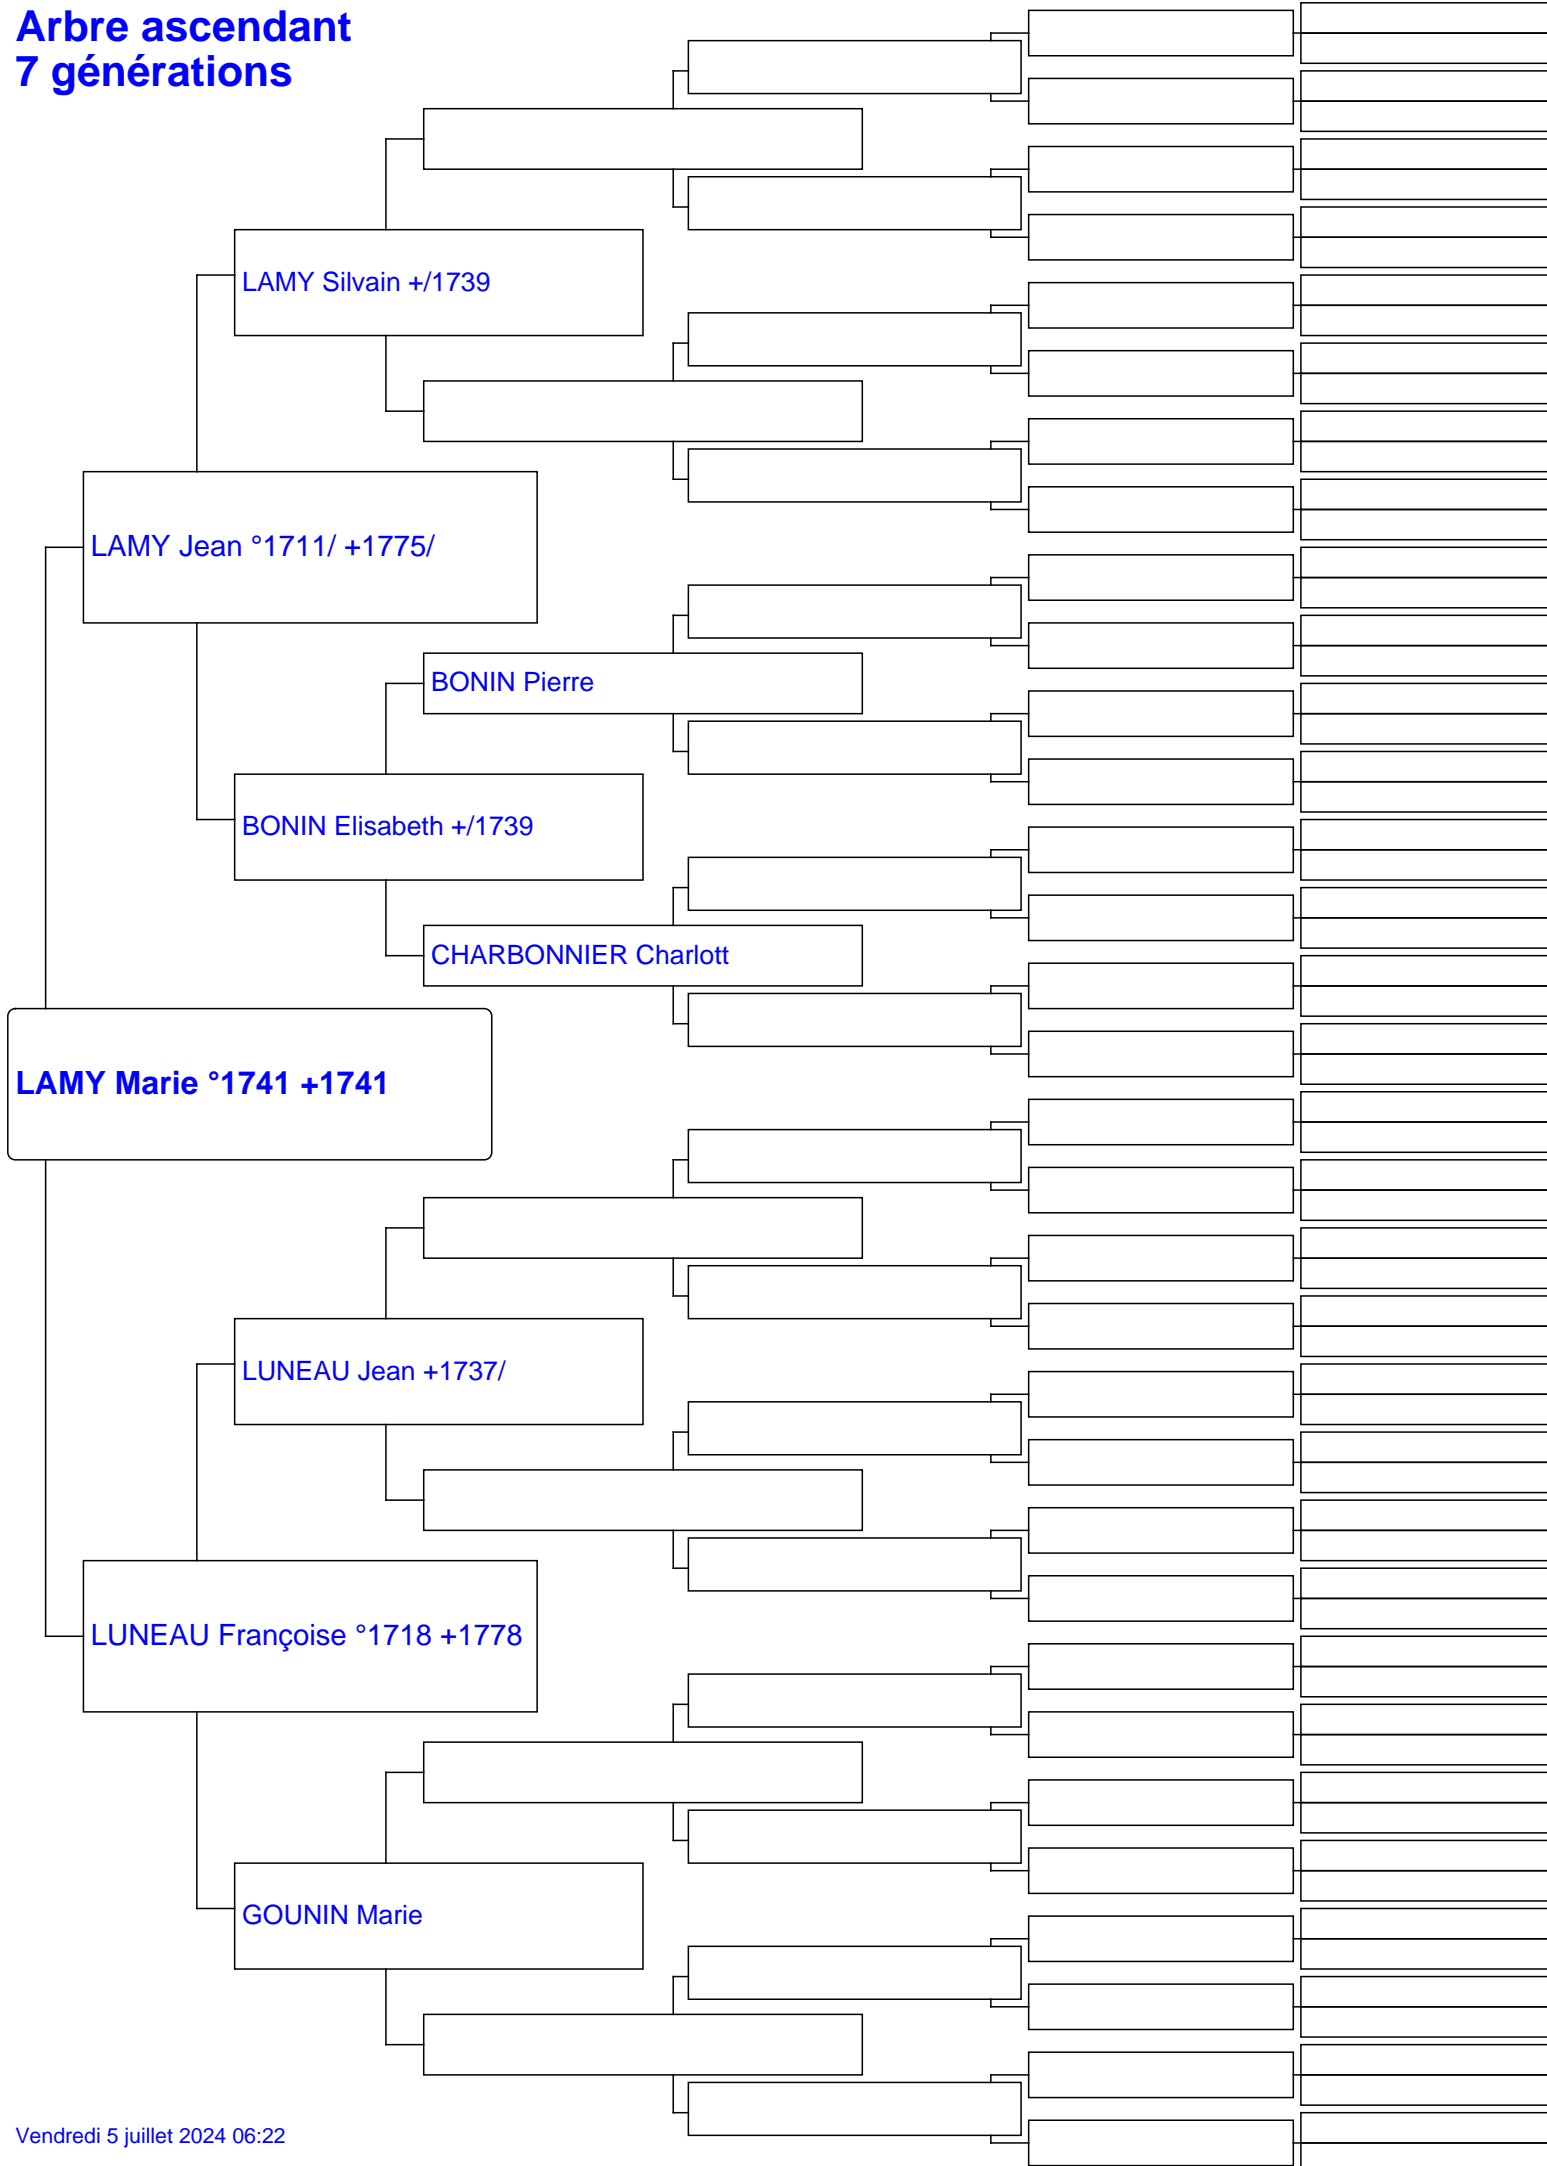 Arbre ascendant
7 générations
LAMY Silvain +/1739
LAMY Jean °1711/ +1775/
BONIN Pierre
BONIN Elisabeth +/1739
CHARBONNIER Charlott
LAMY Marie °1741 +1741
LUNEAU Jean +1737/
LUNEAU Françoise °1718 +1778
GOUNIN Marie
Vendredi 5 juillet 2024 06:22